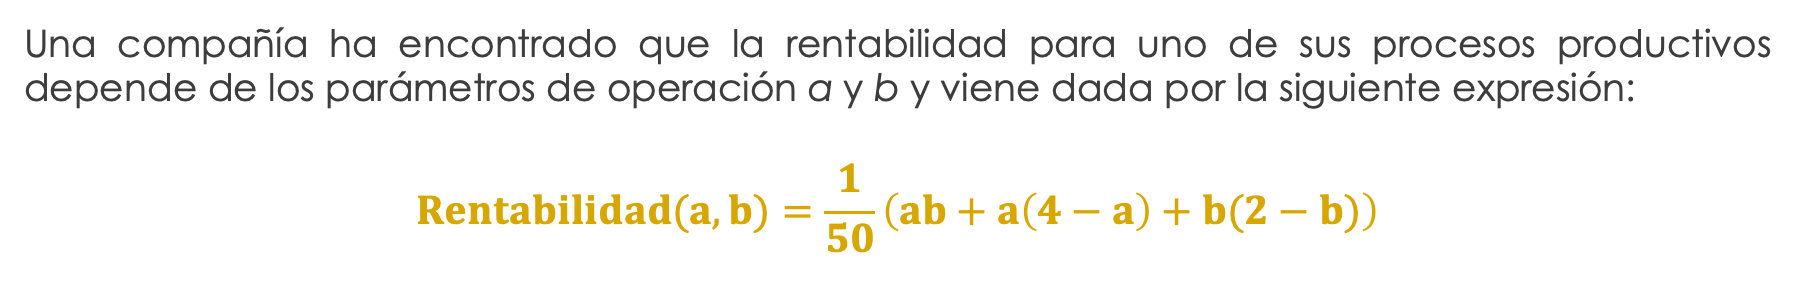 Una compañía ha encontrado que la rentabilidad para uno de sus procesos productivos
depende de los parámetros de operación a y b y viene dada por la siguiente expresión:
Rentabilidad(a, b) = 1/50 (ab + a(4 − a) + b(2 − b))